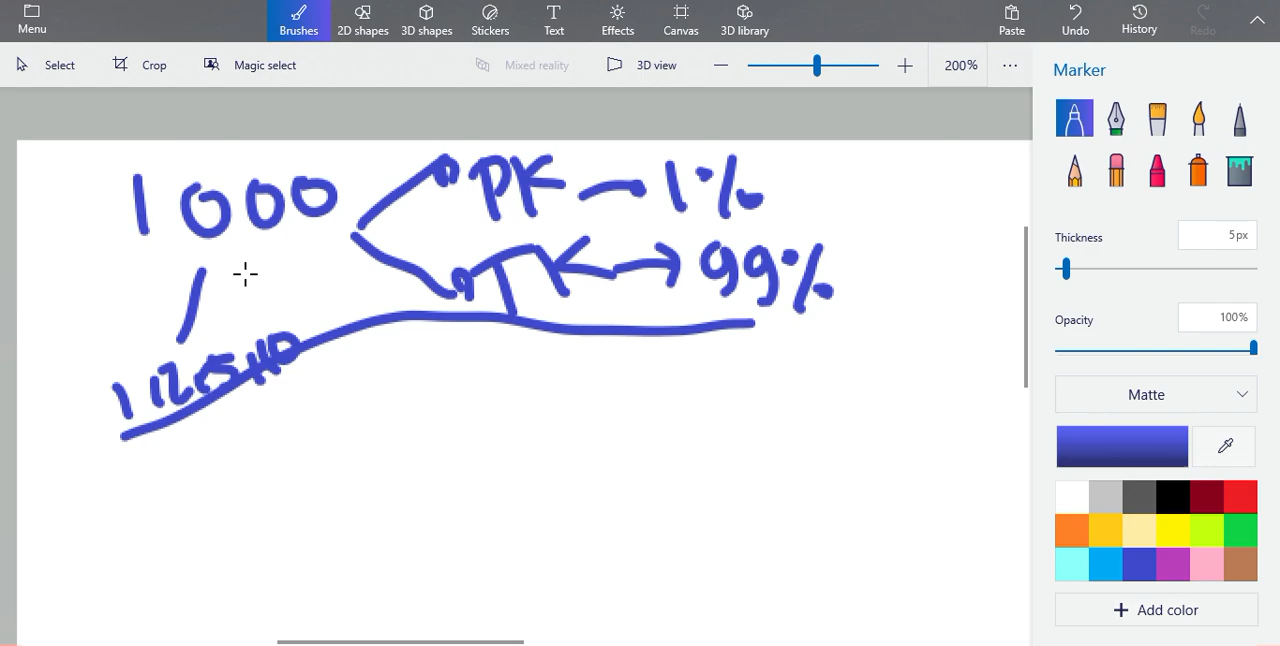 Menu
Brushes
2D shapes
3D shapes
Stickers
Text
Effects
Canvas
3D library
Paste
Undo
History
Redo
Select
Crop
Magic select
Mixed reality
3D view
200%
Marker
Thickness
5px
Opacity
100%
Matte
Add color
1000
PK
1%
TK
99%